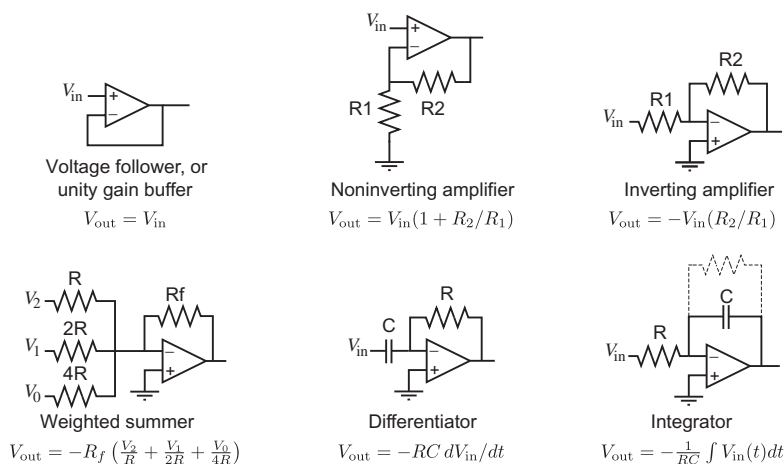 V_in
+
−
Voltage follower, or
unity gain buffer
V_out = V_in
V_in
+
−
R1
R2
Noninverting amplifier
V_out = V_in(1 + R_2/R_1)
R2
R1
V_in
−
+
Inverting amplifier
V_out = −V_in(R_2/R_1)
R
V_2
Rf
2R
V_1
−
+
4R
V_0
Weighted summer
V_out = −R_f (V_2/R + V_1/2R + V_0/4R)
R
C
V_in
−
+
Differentiator
V_out = −RC dV_in/dt
C
R
V_in
−
+
Integrator
V_out = −1/RC ∫ V_in(t)dt